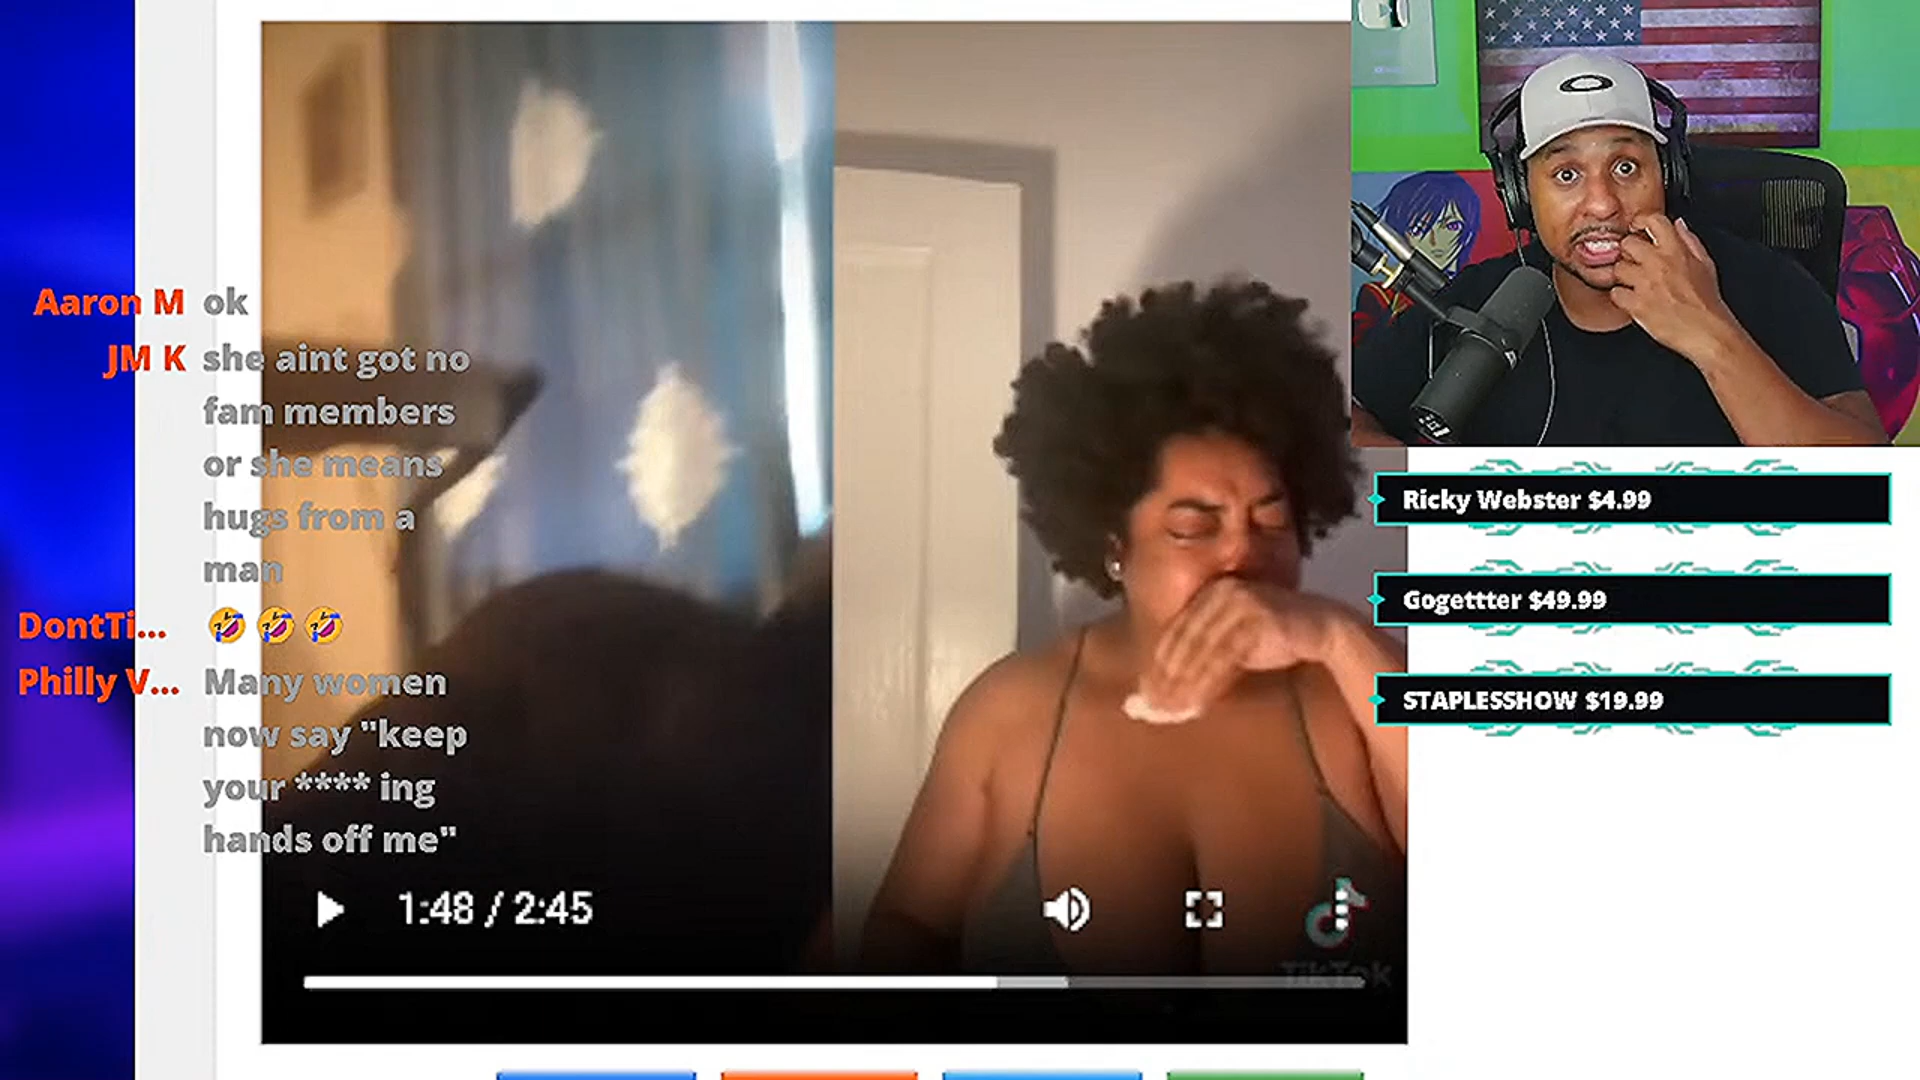 Aaron M ok
JM K she aint got no
fam members
or she means
hugs from a
man
DontTi... 🤣 🤣 🤣
Philly V... Many women
now say "keep
your **** ing
hands off me"
1:48 / 2:45
TikTok
Ricky Webster $4.99
Gogettter $49.99
STAPLESSHOW $19.99